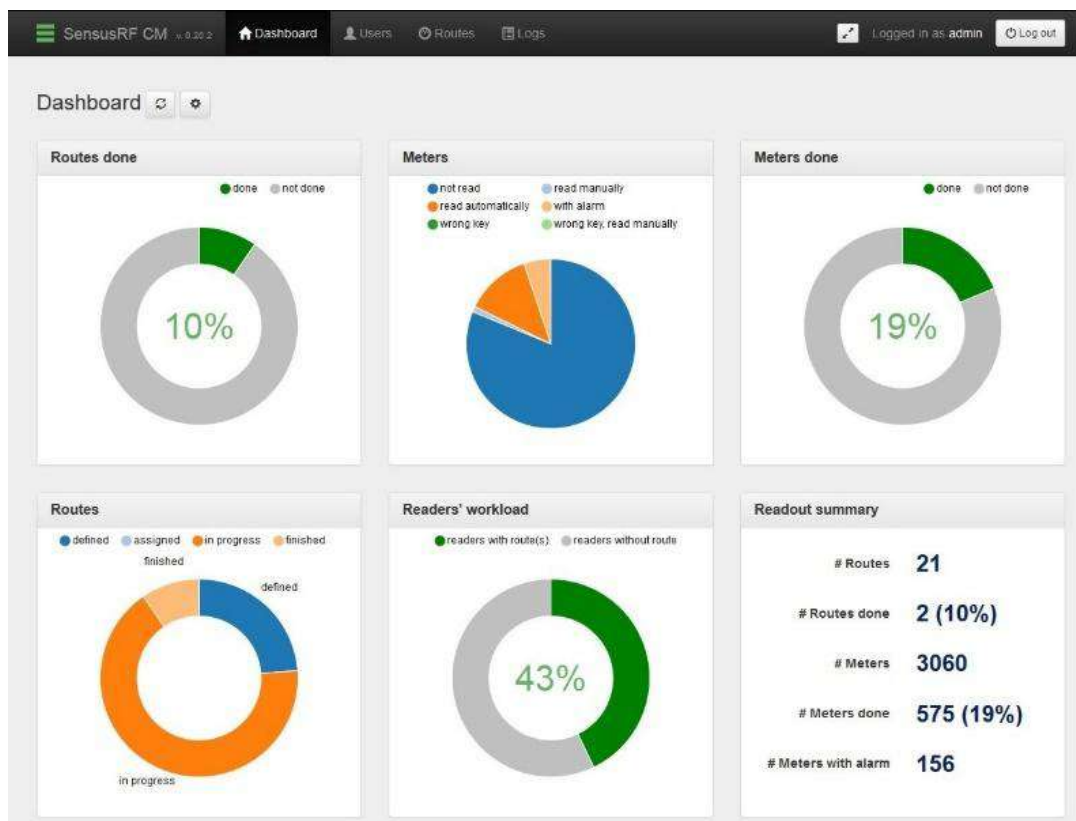 SensusRF CM v. 0.20.2 Dashboard Users Routes Logs Logged in as admin Log out
Dashboard
Routes done
done not done
10%
Meters
not read read manually
read automatically with alarm
wrong key wrong key, read manually
Meters done
done not done
19%
Routes
defined assigned in progress finished
finished
defined
in progress
Readers' workload
readers with route(s) readers without route
43%
Readout summary
# Routes 21
# Routes done 2 (10%)
# Meters 3060
# Meters done 575 (19%)
# Meters with alarm 156